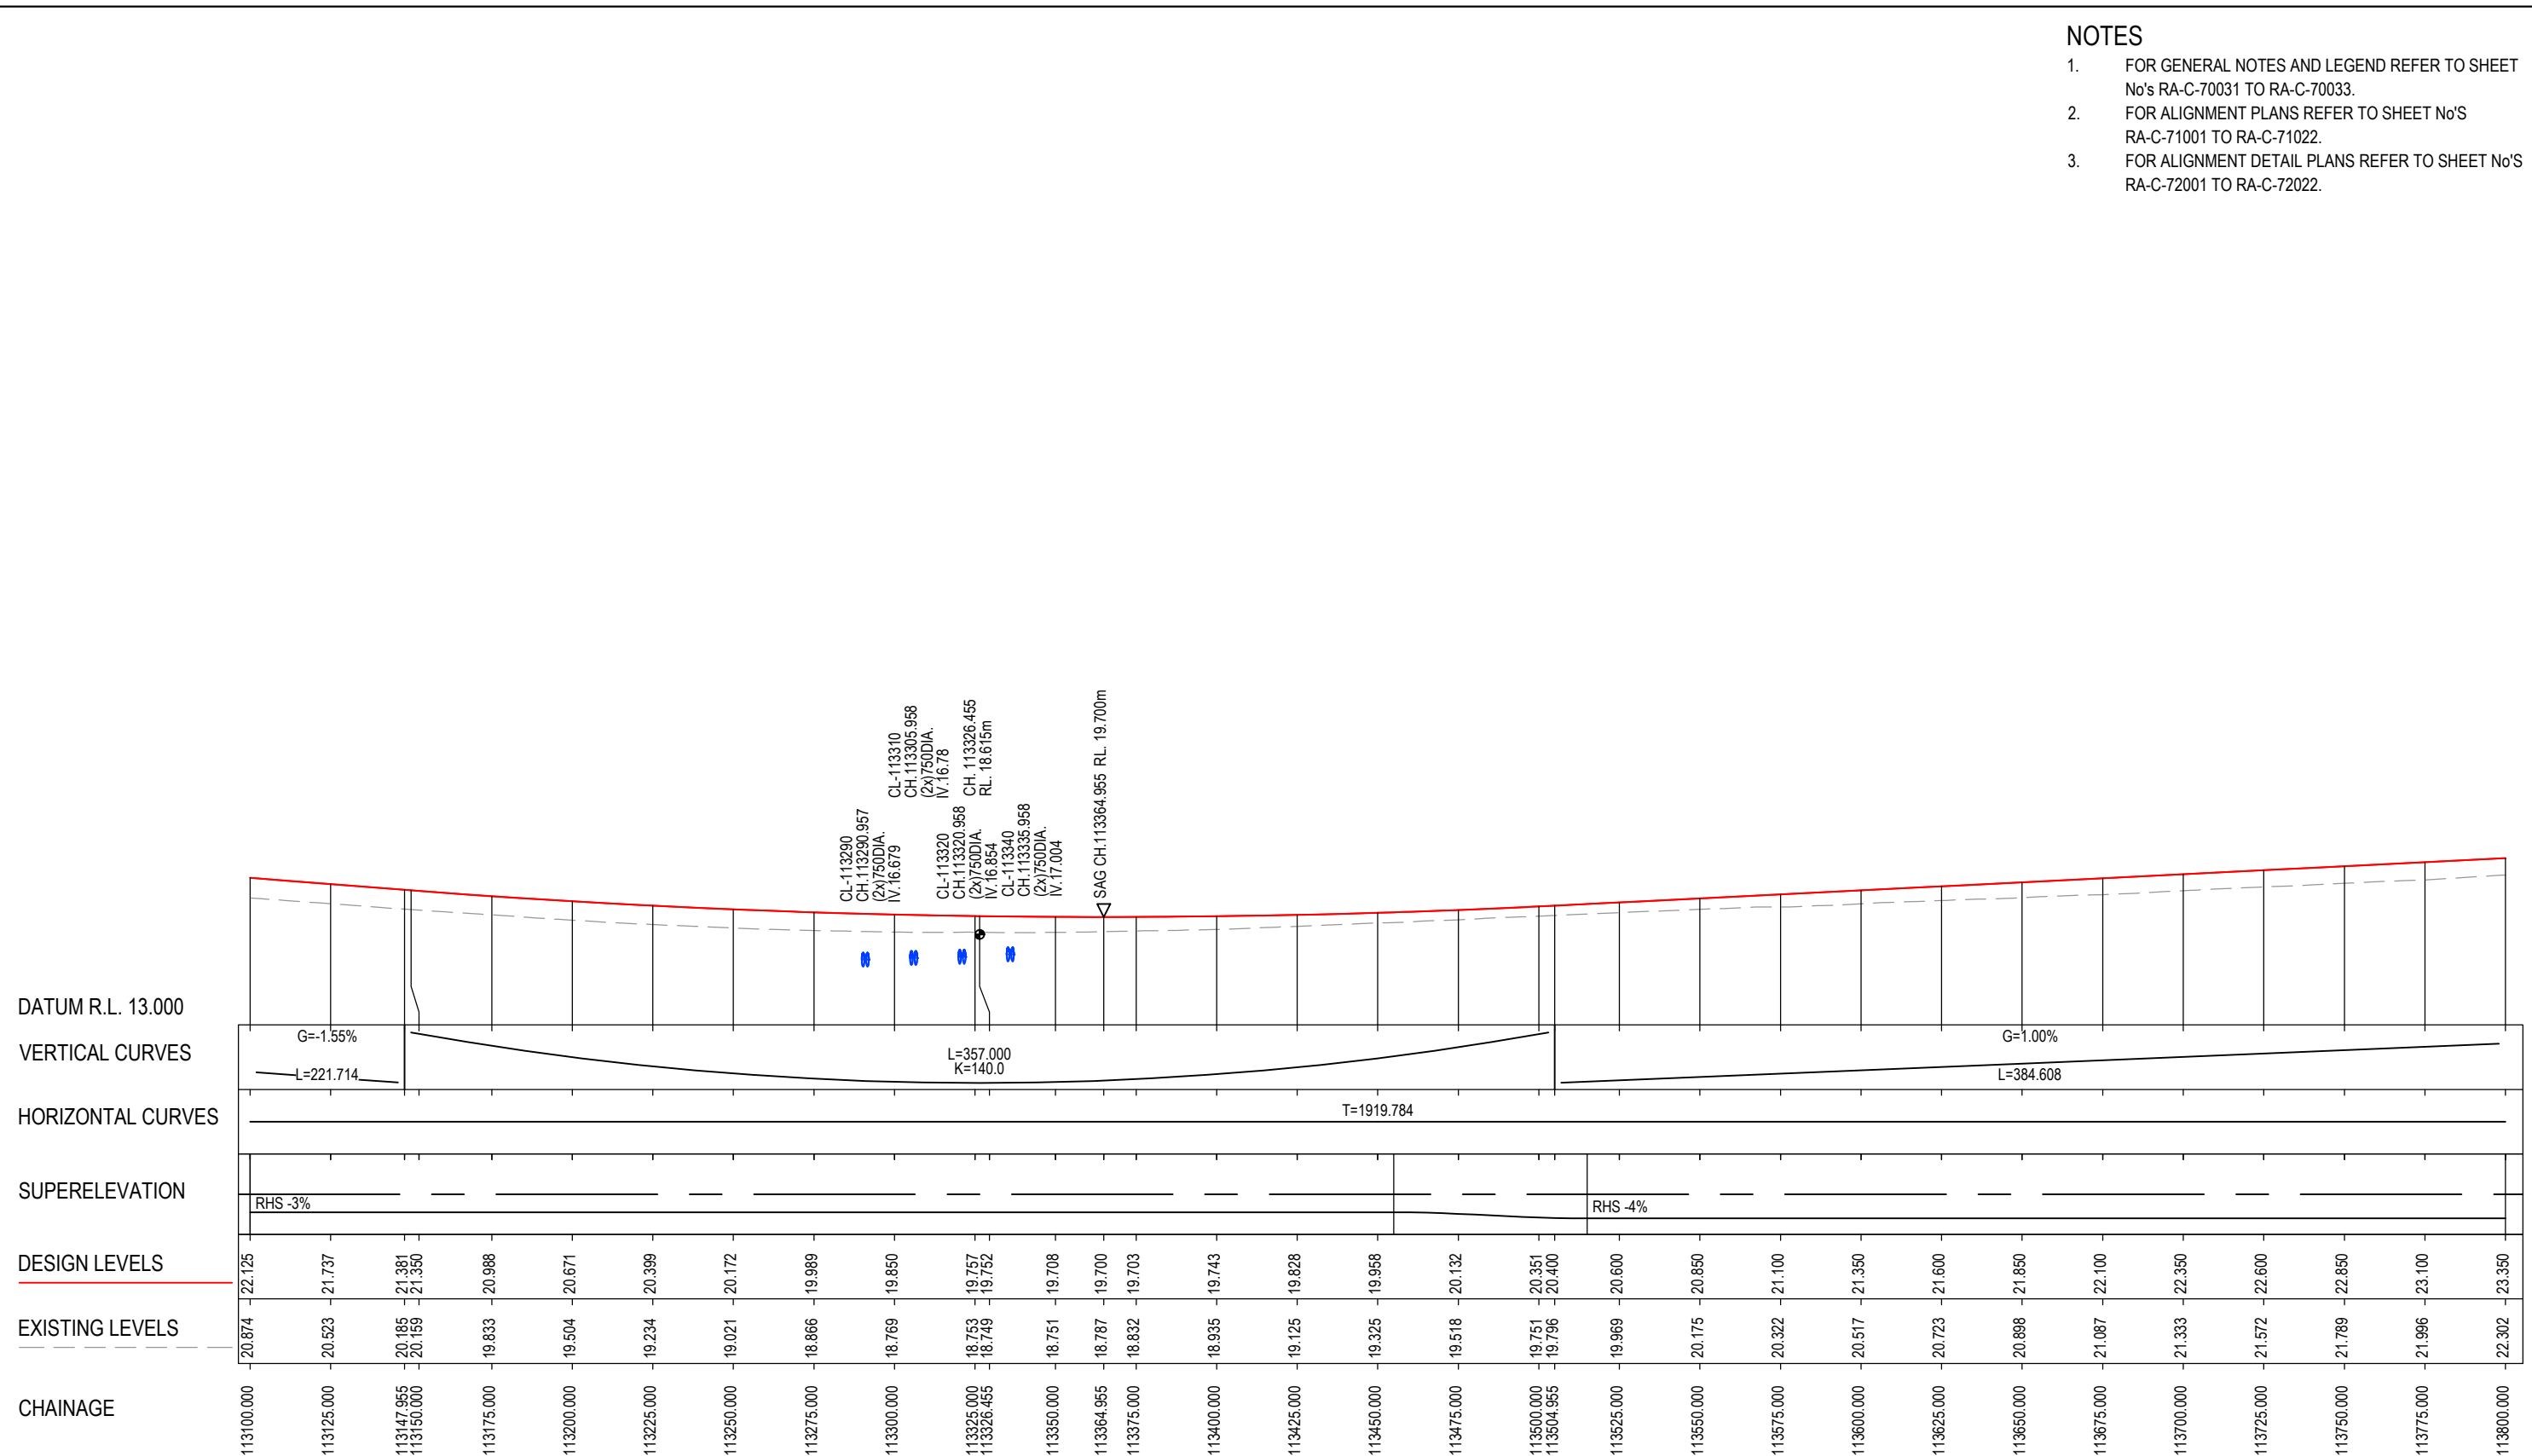 NOTES
1. FOR GENERAL NOTES AND LEGEND REFER TO SHEET
No's RA-C-70031 TO RA-C-70033.
2. FOR ALIGNMENT PLANS REFER TO SHEET No'S
RA-C-71001 TO RA-C-71022.
3. FOR ALIGNMENT DETAIL PLANS REFER TO SHEET No'S
RA-C-72001 TO RA-C-72022.
CL-113290
CH.113290.957
(2x)750DIA.
IV.16.679
CL-113310
CH.113305.958
(2x)750DIA.
IV.16.78
CL-113320
CH.113320.958
(2x)750DIA.
IV.16.854
CH. 113326.455
RL. 18.615m
CL-113340
CH.113335.958
(2x)750DIA.
IV.17.004
SAG CH.113364.955 RL. 19.700m
DATUM R.L. 13.000
VERTICAL CURVES
G=-1.55%
L=221.714
L=357.000
K=140.0
G=1.00%
L=384.608
HORIZONTAL CURVES
T=1919.784
SUPERELEVATION
RHS -3%
RHS -4%
DESIGN LEVELS
22.125
21.737
21.381
21.350
20.988
20.671
20.399
20.172
19.989
19.850
19.757
19.752
19.708
19.700
19.703
19.743
19.828
19.958
20.132
20.351
20.400
20.600
20.850
21.100
21.350
21.600
21.850
22.100
22.350
22.600
22.850
23.100
23.350
EXISTING LEVELS
20.874
20.523
20.185
20.159
19.833
19.504
19.234
19.021
18.866
18.769
18.753
18.749
18.751
18.787
18.832
18.935
19.125
19.325
19.518
19.751
19.796
19.969
20.175
20.322
20.517
20.723
20.898
21.087
21.333
21.572
21.789
21.996
22.302
CHAINAGE
113100.000
113125.000
113147.955
113150.000
113175.000
113200.000
113225.000
113250.000
113275.000
113300.000
113325.000
113326.455
113350.000
113364.955
113375.000
113400.000
113425.000
113450.000
113475.000
113500.000
113504.955
113525.000
113550.000
113575.000
113600.000
113625.000
113650.000
113675.000
113700.000
113725.000
113750.000
113775.000
113800.000